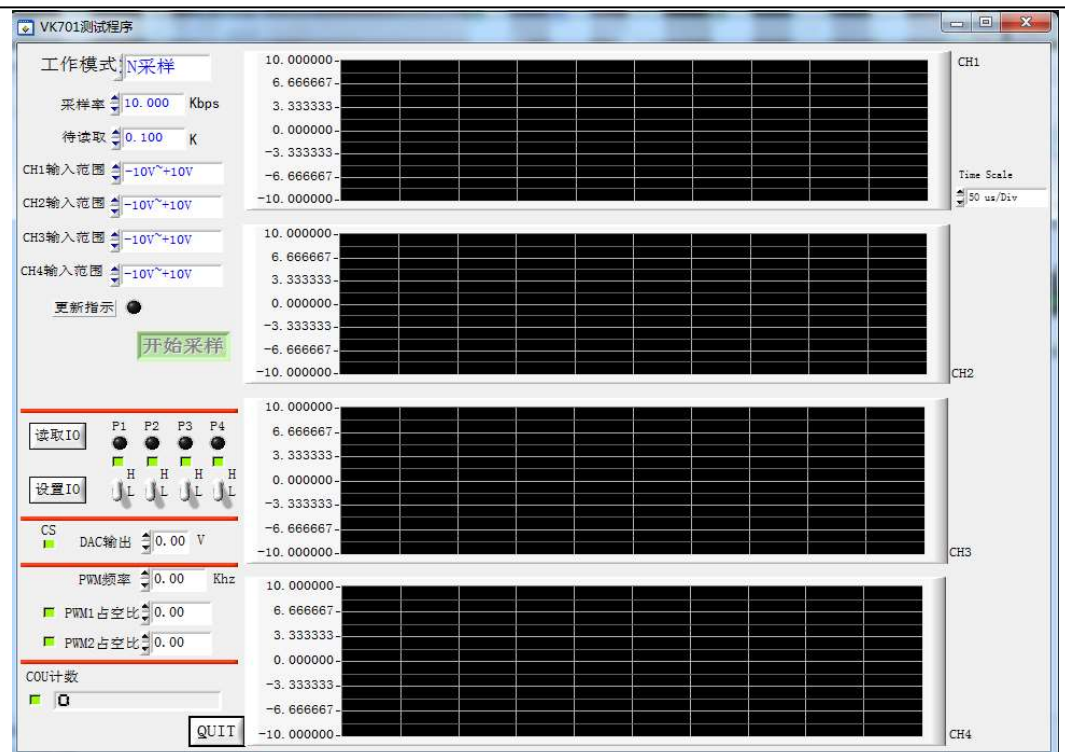 VK701测试程序
工作模式 N采样
采样率 10.000 Kbps
待读取 0.100 K
CH1输入范围 -10V~+10V
CH2输入范围 -10V~+10V
CH3输入范围 -10V~+10V
CH4输入范围 -10V~+10V
更新指示
开始采样
读取IO P1 P2 P3 P4
H H H H
设置IO L L L L
CS
DAC输出 0.00 V
PWM频率 0.00 Khz
PWM1占空比 0.00
PWM2占空比 0.00
COU计数
0
QUIT
10.000000
6.666667
3.333333
0.000000
-3.333333
-6.666667
-10.000000
CH1
Time Scale
50 us/Div
10.000000
6.666667
3.333333
0.000000
-3.333333
-6.666667
-10.000000
CH2
10.000000
6.666667
3.333333
0.000000
-3.333333
-6.666667
-10.000000
CH3
10.000000
6.666667
3.333333
0.000000
-3.333333
-6.666667
-10.000000
CH4